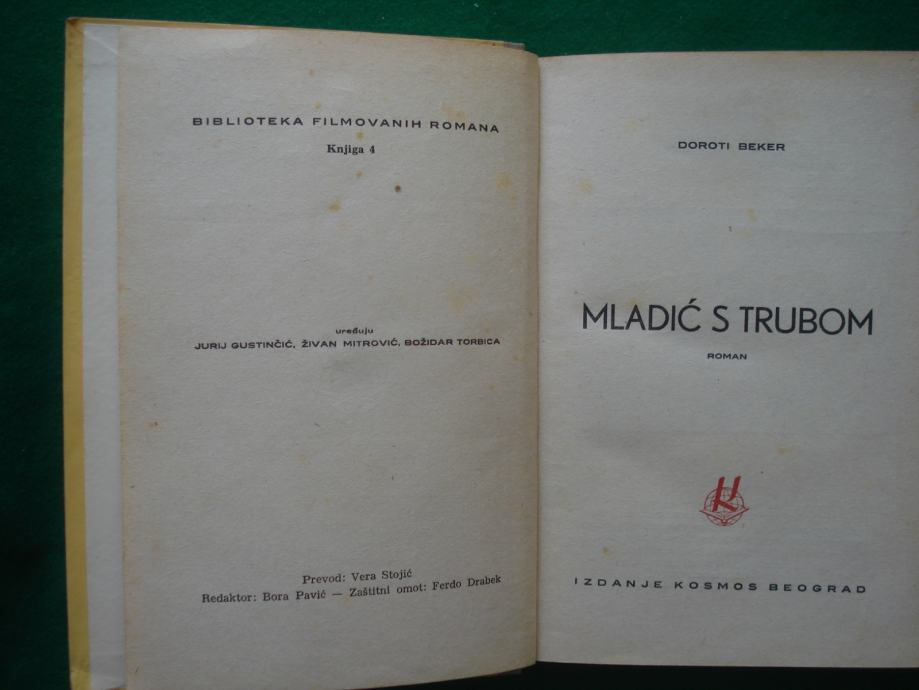 BIBLIOTEKA FILMOVANIH ROMANA
Knjiga 4
uređuju
JURIJ GUSTINČIĆ, ŽIVAN MITROVIĆ, BOŽIDAR TORBICA
Prevod: Vera Stojić
Redaktor: Bora Pavić — Zaštitni omot: Ferdo Drabek
DOROTI BEKER
MLADIĆ S TRUBOM
ROMAN
K
IZDANJE KOSMOS BEOGRAD